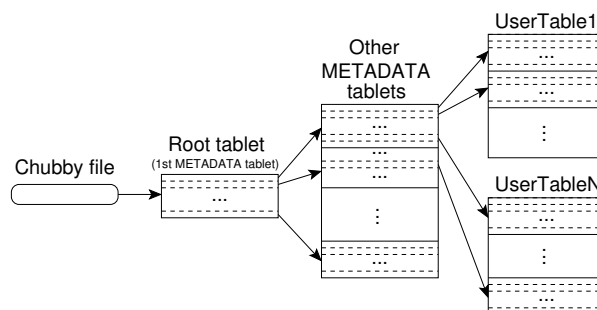 UserTable1
...
...
⋮
Other
METADATA
tablets
...
...
⋮
...
Root tablet
(1st METADATA tablet)
...
Chubby file
UserTableN
...
⋮
...